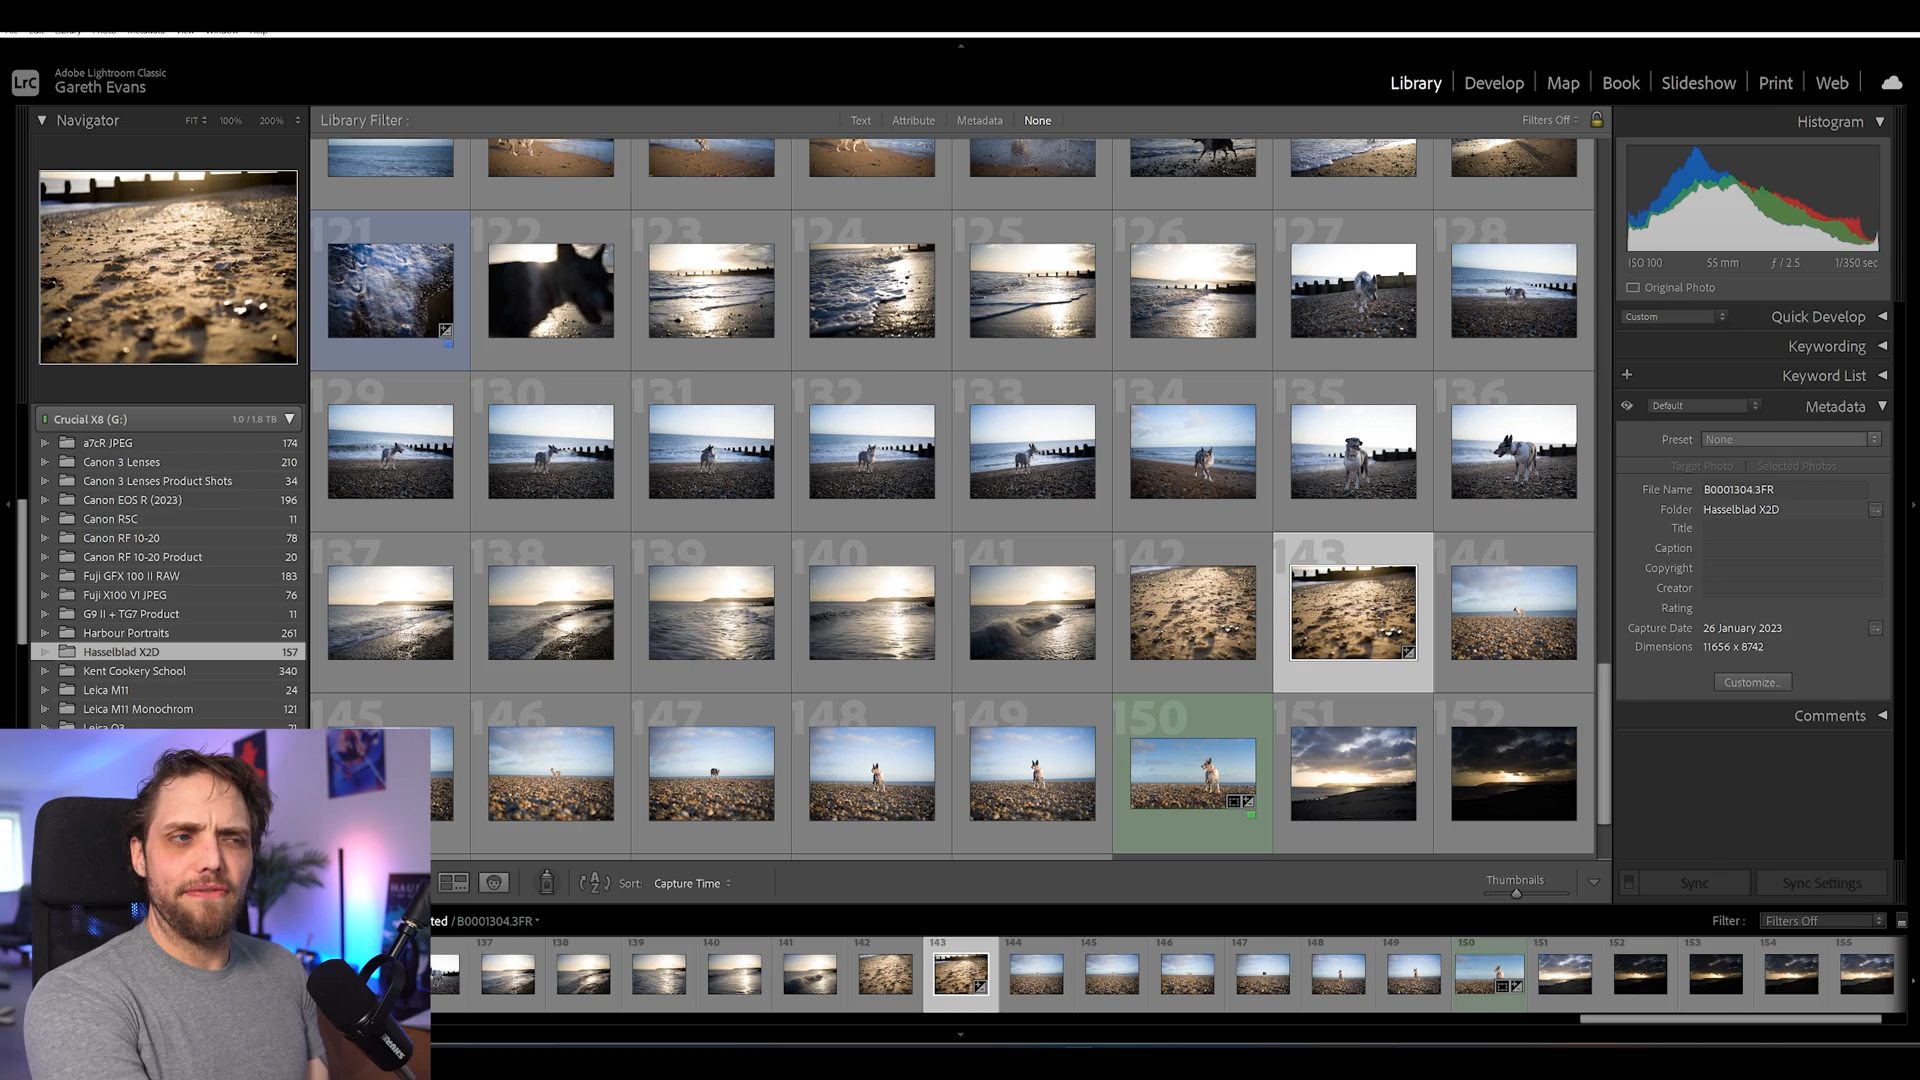 LrC
Adobe Lightroom Classic
Gareth Evans
Library
Develop
Map
Book
Slideshow
Print
Web
Navigator
FIT
100%
200%
Library Filter :
Text
Attribute
Metadata
None
Filters Off
Histogram
ISO 100
55 mm
ƒ / 2.5
1/350 sec
Original Photo
Custom
Quick Develop
Keywording
Keyword List
Default
Metadata
Preset
None
Target Photo
Selected Photos
File Name
B0001304.3FR
Folder
Hasselblad X2D
Title
Caption
Copyright
Creator
Rating
Capture Date
26 January 2023
Dimensions
11656 x 8742
Customize...
Comments
Sync
Sync Settings
Crucial X8 (G:)
1.0 / 1.8 TB
a7cR JPEG 174
Canon 3 Lenses 210
Canon 3 Lenses Product Shots 34
Canon EOS R (2023) 196
Canon R5C 11
Canon RF 10-20 78
Canon RF 10-20 Product 20
Fuji GFX 100 II RAW 183
Fuji X100 VI JPEG 76
G9 II + TG7 Product 11
Harbour Portraits 261
Hasselblad X2D 157
Kent Cookery School 340
Leica M11 24
Leica M11 Monochrom 121
121 122 123 124 125 126 127 128
129 130 131 132 133 134 135 136
137 138 139 140 141 142 143 144
145 146 147 148 149 150 151 152
Sort: Capture Time
Thumbnails
ted / B0001304.3FR
Filter :
Filters Off
137 138 139 140 141 142 143 144 145 146 147 148 149 150 151 152 153 154 155